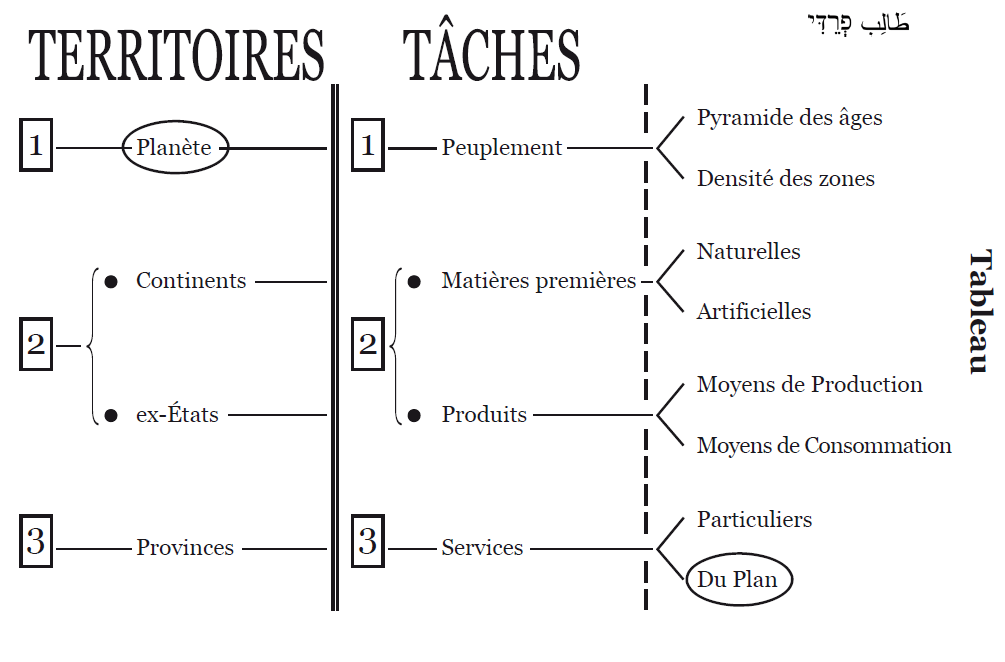 טַالِب פְرֵדִّי
TERRITOIRES TÂCHES
1 Planète 1 Peuplement Pyramide des âges
Densité des zones
2 • Continents 2 • Matières premières Naturelles
Artificielles
• ex-États • Produits Moyens de Production
Moyens de Consommation
3 Provinces 3 Services Particuliers
Du Plan
Tableau